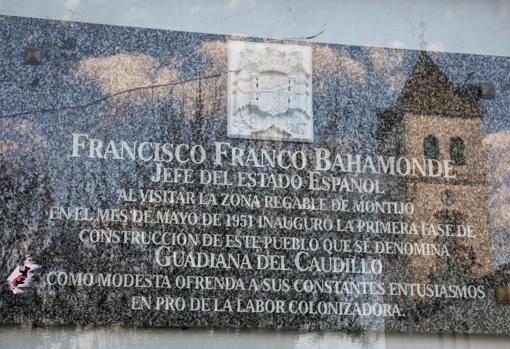 FRANCISCO FRANCO BAHAMONDE
JEFE DEL ESTADO ESPAÑOL
AL VISITAR LA ZONA REGABLE DE MONTIJO
EN EL MES DE MAYO DE 1951 INAUGURO LA PRIMERA FASE DE
CONSTRUCCIÓN DE ESTE PUEBLO QUE SE DENOMINA
GUADIANA DEL CAUDILLO
COMO MODESTA OFRENDA A SUS CONSTANTES ENTUSIASMOS
EN PRO DE LA LABOR COLONIZADORA.